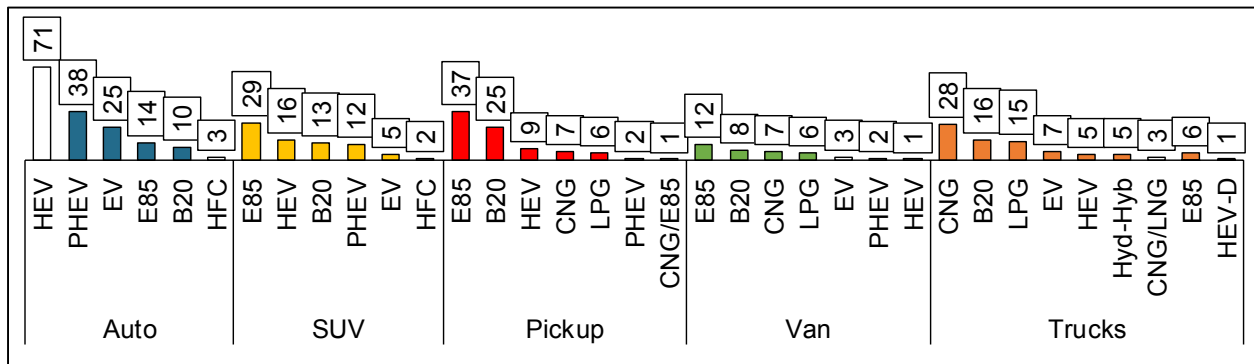 71
38
25
14
10
3
29
16
13
12
5
2
37
25
9
7
6
2
1
12
8
7
6
3
2
1
28
16
15
7
5
5
3
6
1
HEV
PHEV
EV
E85
B20
HFC
E85
HEV
B20
PHEV
EV
HFC
E85
B20
HEV
CNG
LPG
PHEV
CNG/E85
E85
B20
CNG
LPG
EV
PHEV
HEV
CNG
B20
LPG
EV
HEV
Hyd-Hyb
CNG/LNG
E85
HEV-D
Auto
SUV
Pickup
Van
Trucks